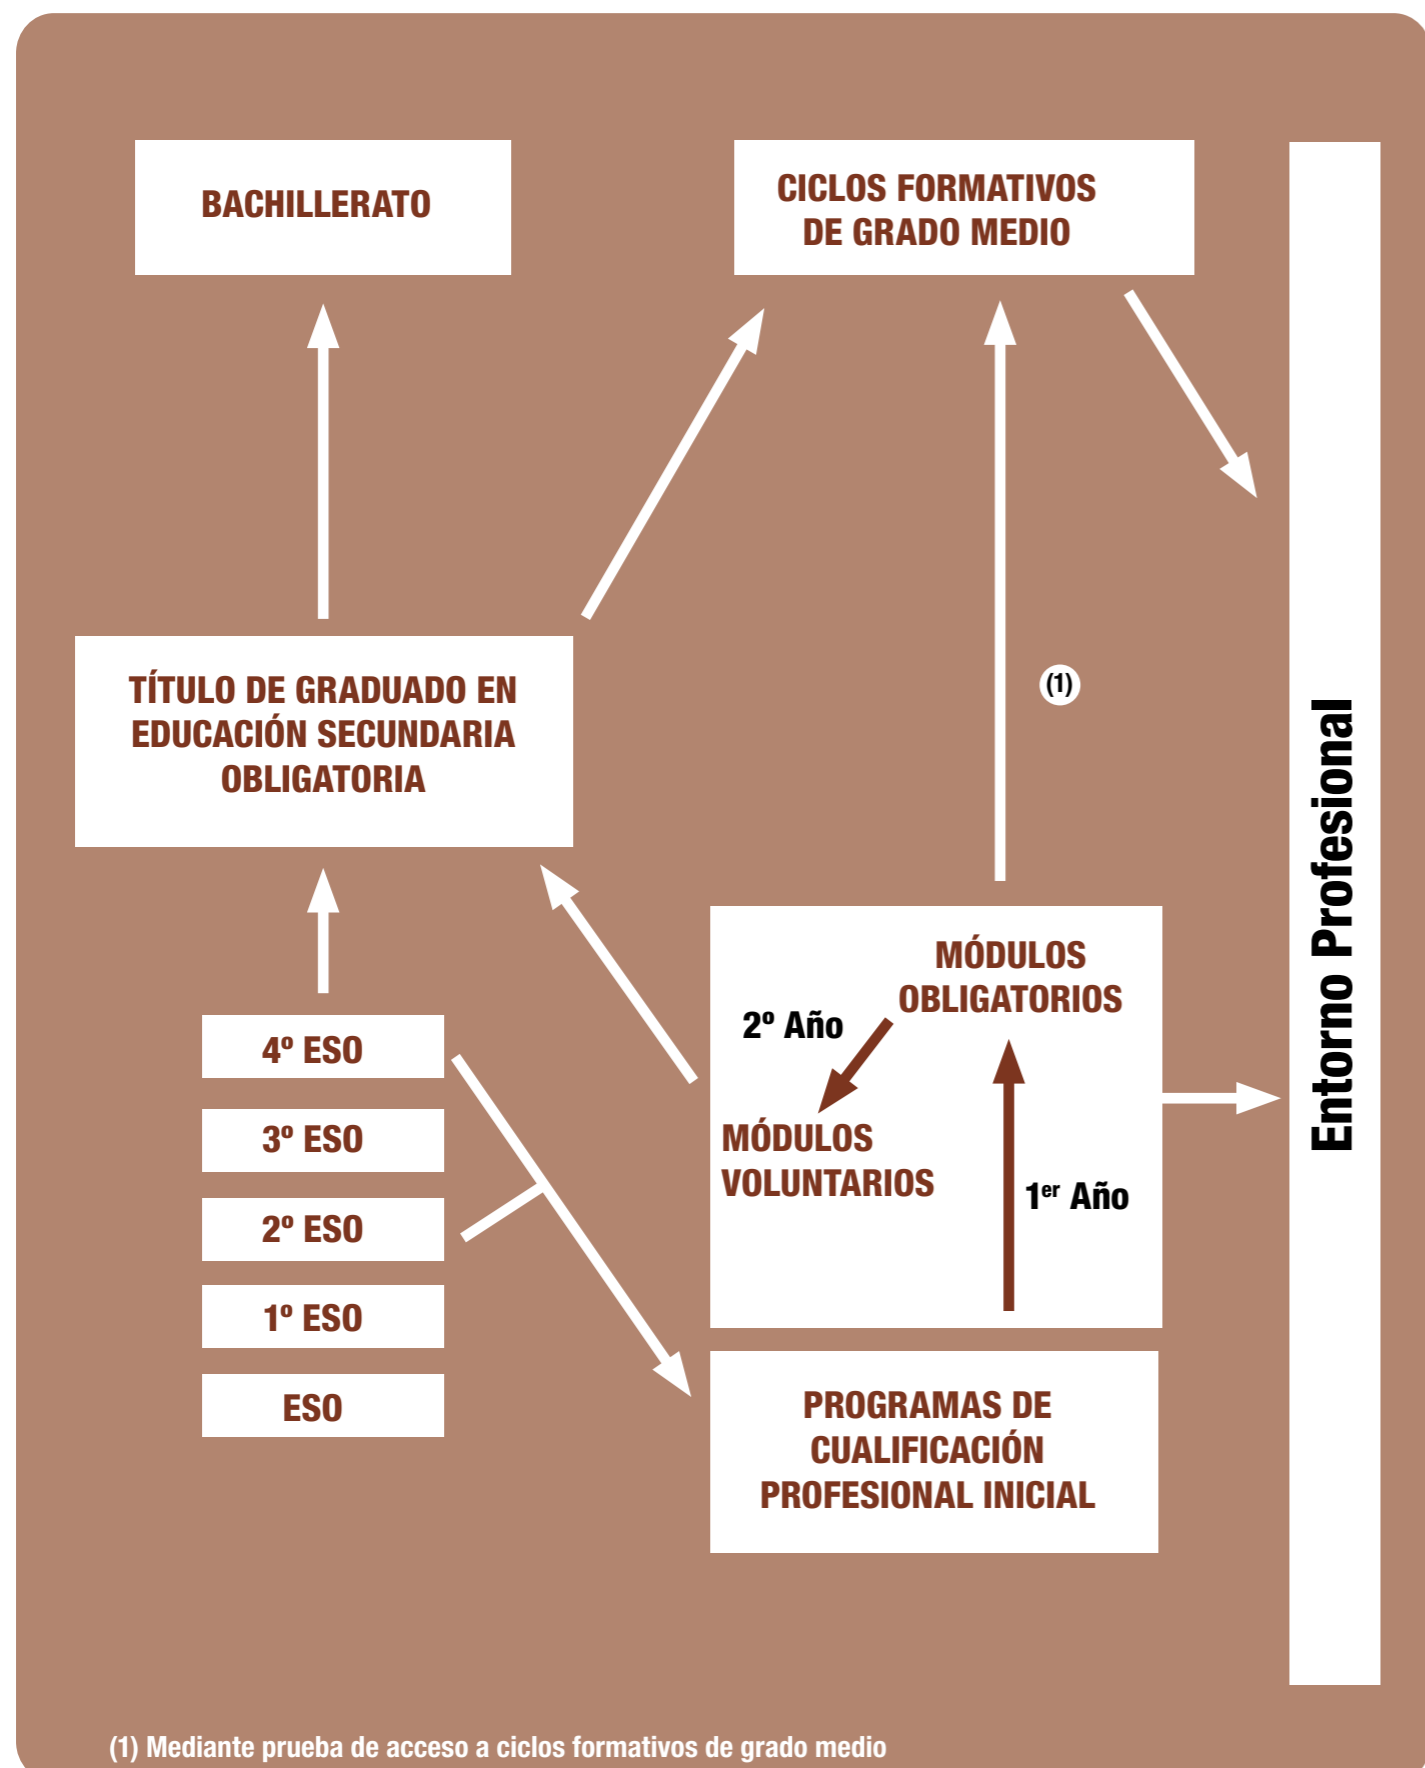 BACHILLERATO
CICLOS FORMATIVOS
DE GRADO MEDIO
TÍTULO DE GRADUADO EN
EDUCACIÓN SECUNDARIA
OBLIGATORIA
(1)
Entorno Profesional
MÓDULOS
OBLIGATORIOS
2º Año
MÓDULOS
VOLUNTARIOS
1er Año
4º ESO
3º ESO
2º ESO
1º ESO
ESO
PROGRAMAS DE
CUALIFICACIÓN
PROFESIONAL INICIAL
(1) Mediante prueba de acceso a ciclos formativos de grado medio